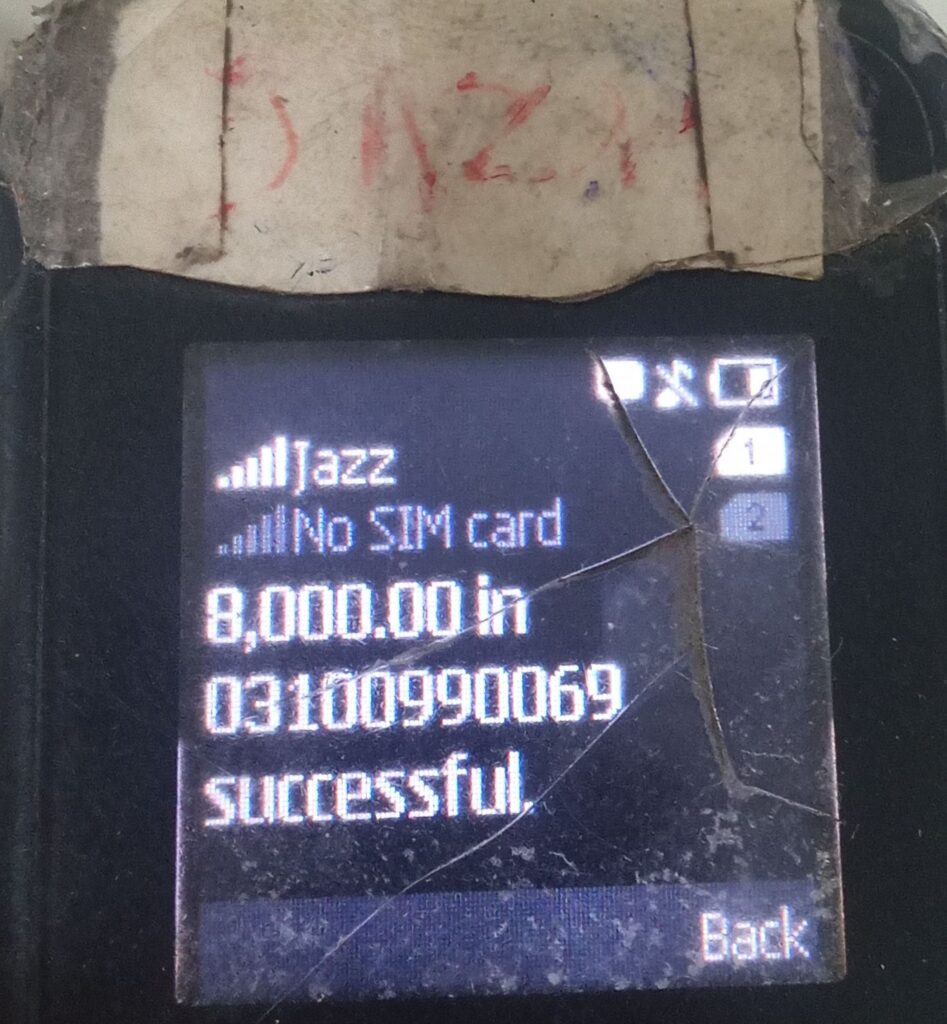 Jazz
1
No SIM card
2
8,000.00 in
03100990069
successful.
Back